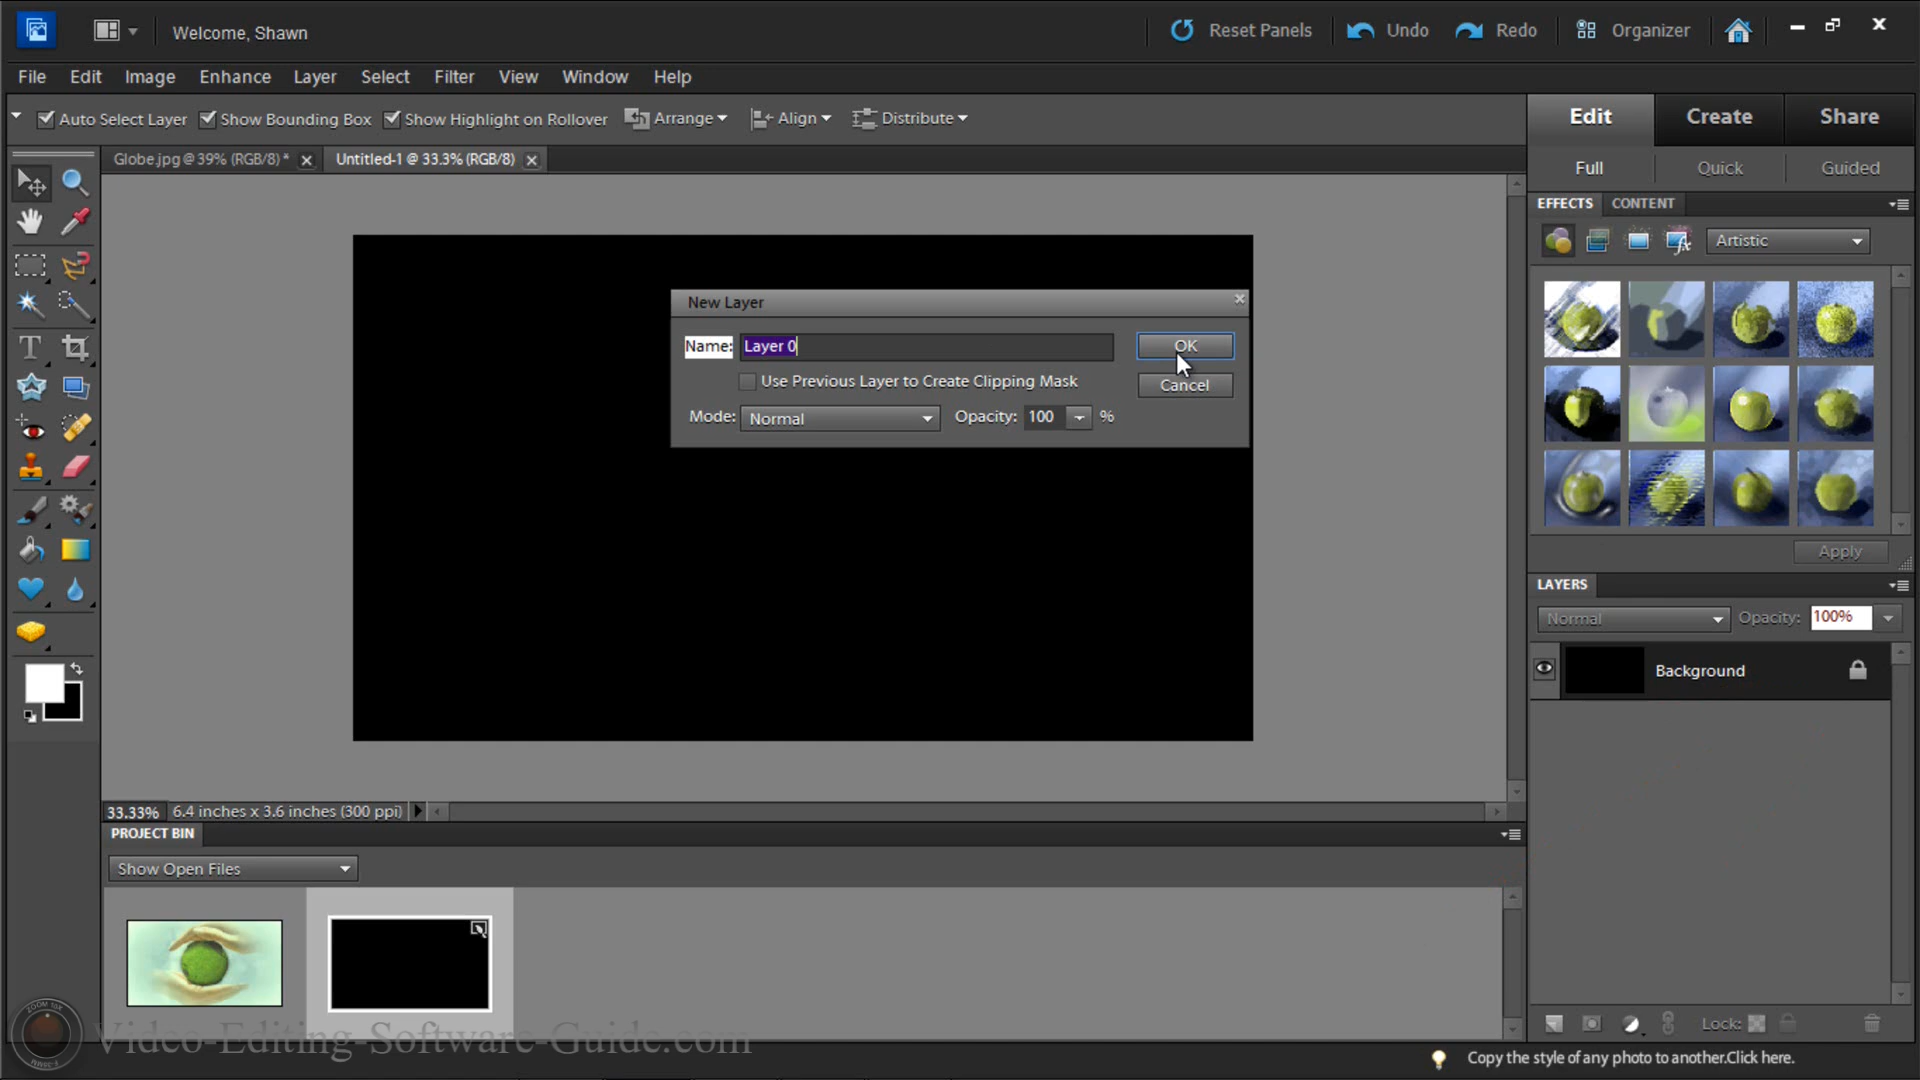 Welcome, Shawn
Reset Panels
Undo
Redo
Organizer
File Edit Image Enhance Layer Select Filter View Window Help
Auto Select Layer Show Bounding Box Show Highlight on Rollover Arrange Align Distribute
Edit Create Share
Globe.jpg @ 39% (RGB/8) * Untitled-1 @ 33.3% (RGB/8)
Full Quick Guided
EFFECTS CONTENT
Artistic
New Layer
Name: Layer 0 OK
Use Previous Layer to Create Clipping Mask Cancel
Mode: Normal Opacity: 100 %
Apply
LAYERS
Normal Opacity: 100%
Background
33.33% 6.4 inches x 3.6 inches (300 ppi)
PROJECT BIN
Show Open Files
Lock:
Video-Editing-Software-Guide.com
Copy the style of any photo to another.Click here.